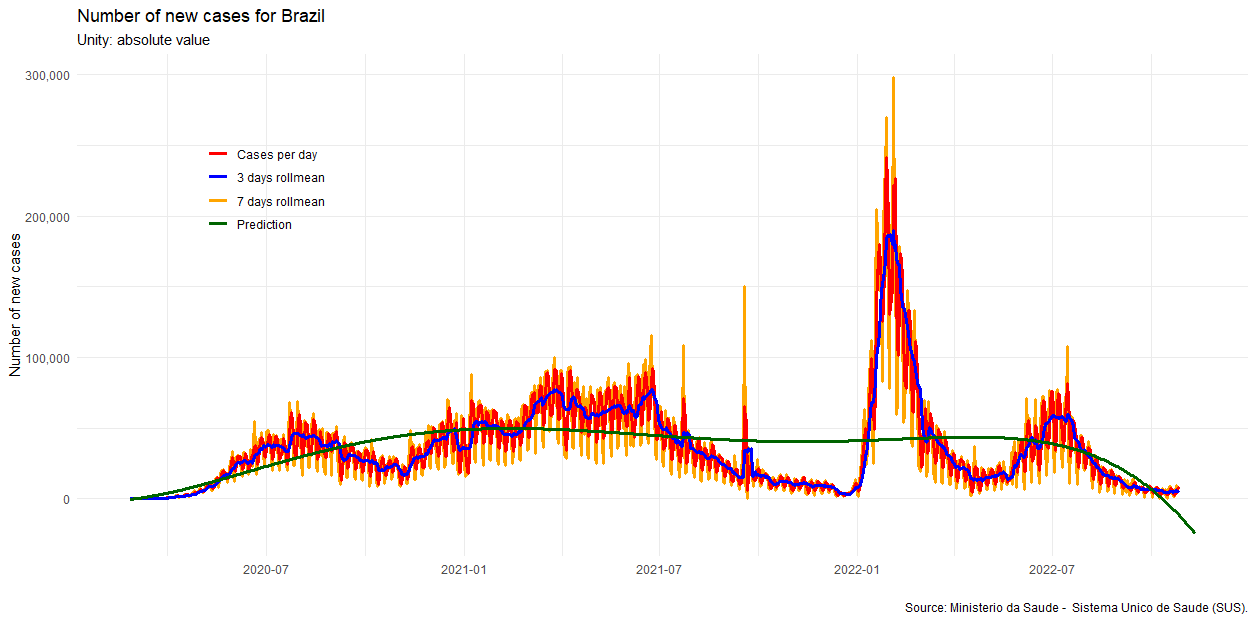 Number of new cases for Brazil
Unity: absolute value
Number of new cases
300,000
200,000
100,000
0
Cases per day
3 days rollmean
7 days rollmean
Prediction
2020-07
2021-01
2021-07
2022-01
2022-07
Source: Ministerio da Saude -  Sistema Unico de Saude (SUS).